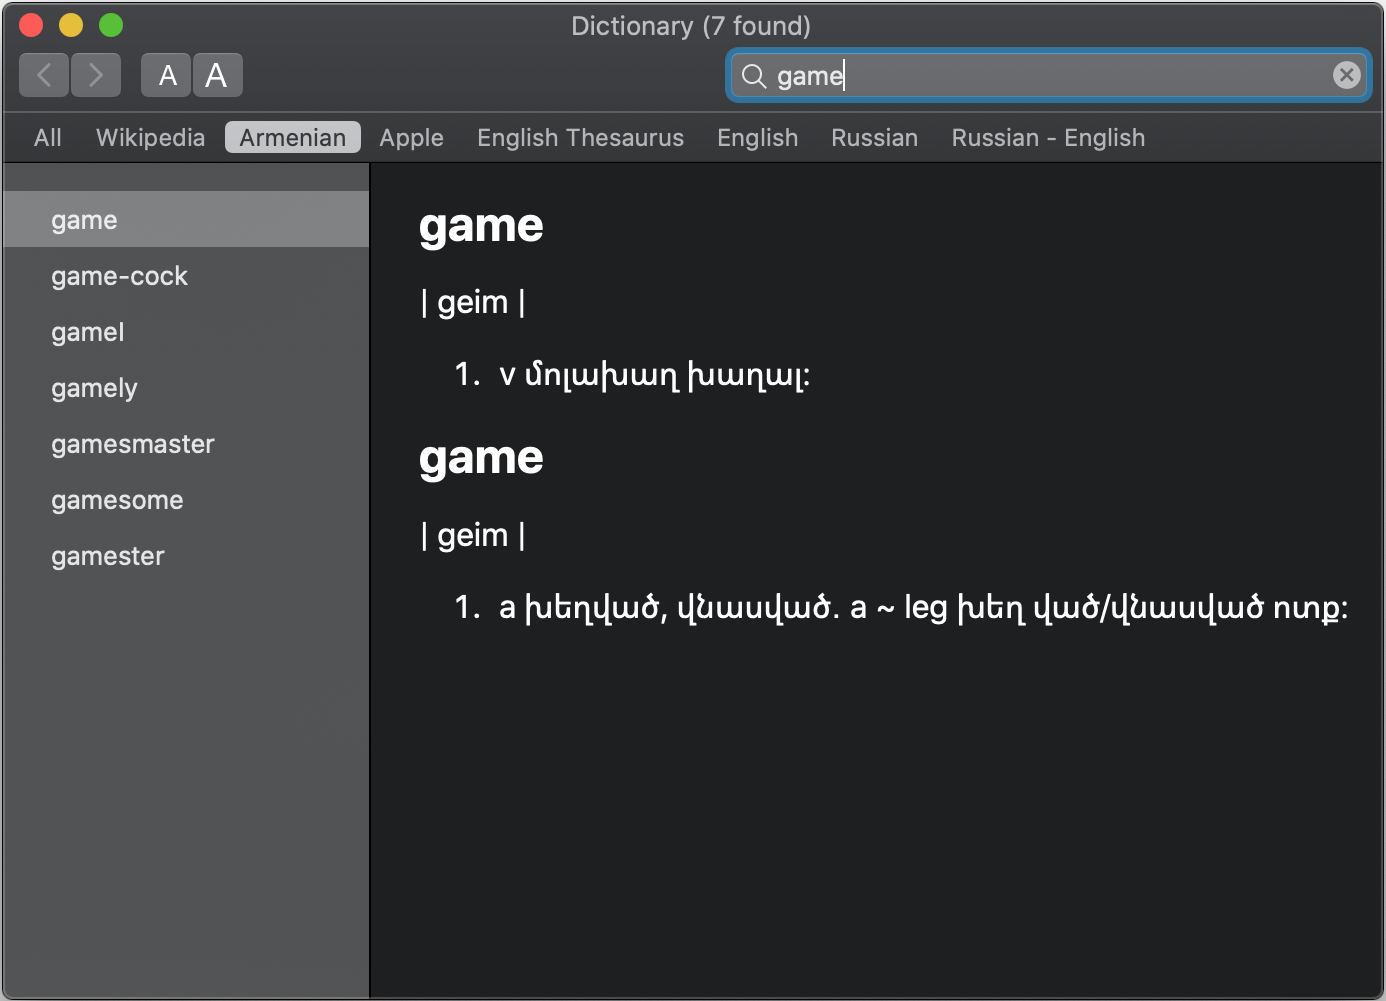 Dictionary (7 found)
A A
game
All Wikipedia Armenian Apple English Thesaurus English Russian Russian - English
game
game-cock
gamel
gamely
gamesmaster
gamesome
gamester
game
| geim |
1. v մոլախաղ խաղալ:
game
| geim |
1. a խեղված, վնասված. a ~ leg խեղ ված/վնասված ոտք: